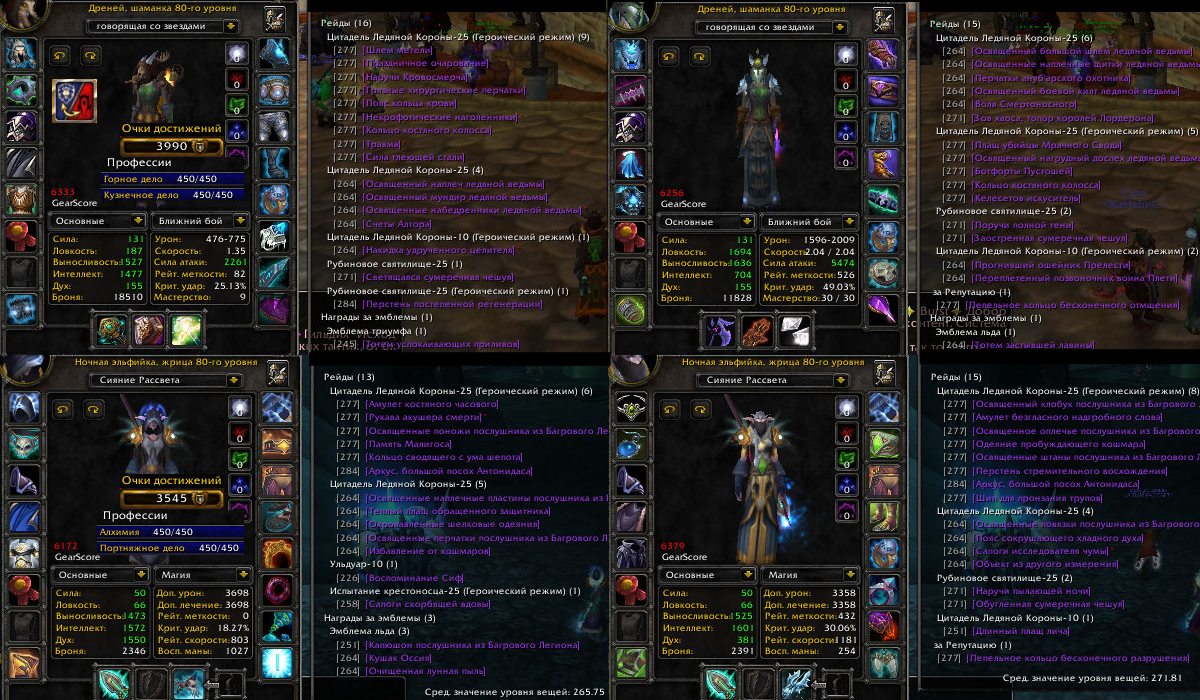 Дреней, шаманка 80-го уровня
говорящая со звездами
Очки достижений
3990
Профессии
Горное дело 450/450
Кузнечное дело 450/450
6333
GearScore
Основные
Ближний бой
Сила: 131
Ловкость: 187
Выносливость: 1527
Интеллект: 1477
Дух: 155
Броня: 18510
Урон: 476-775
Скорость: 1.35
Сила атаки: 2261
Рейт. меткости: 82
Крит. удар: 25.13%
Мастерство: 9
Рейды (16)
Цитадель Ледяной Короны-25 (Героический режим) (9)
[277] [Шлем метели]
[277] [Праздничное очарование]
[277] [Наручи Кровосмерча]
[277] [Гольные хирургические перчатки]
[277] [Пояс кольца крови]
[277] [Некрофотические наголенники]
[277] [Кольцо костяного колосса]
[277] [Травма]
[277] [Сила тлеющей стали]
Цитадель Ледяной Короны-25 (4)
[264] [Освященный наплеч ледяной ведьмы]
[264] [Освященный мундир ледяной ведьмы]
[264] [Освященные набедренники ледяной ведьмы]
[264] [Счеты Алтора]
Цитадель Ледяной Короны-10 (Героический режим) (1)
[264] [Накидка удрученного целителя]
Рубиновое святилище-25 (1)
[271] [Светящаяся сумеречная чешуя]
Рубиновое святилище-25 (Героический режим) (1)
[284] [Перстень постепенной регенерации]
Награды за эмблемы (1)
Эмблема триумфа (1)
[245] [Тотем успокаивающих приливов]
Дреней, шаманка 80-го уровня
говорящая со звездами
6256
GearScore
Основные
Ближний бой
Сила: 131
Ловкость: 1694
Выносливость: 1636
Интеллект: 704
Дух: 155
Броня: 11828
Урон: 1596-2009
Скорость: 2.04 / 2.04
Сила атаки: 5474
Рейт. меткости: 526
Крит. удар: 49.03%
Мастерство: 30 / 30
Рейды (15)
Цитадель Ледяной Короны-25 (6)
[264] [Освященный большой шлем ледяной ведьмы]
[264] [Освященные наплечные щитки ледяной ведьмы
[264] [Перчатки ануб'арского охотника]
[264] [Освященный боевой килт ледяной ведьмы]
[264] [Воля Смертоносного]
[271] [Зов хаоса: топор королей Лордерона]
Цитадель Ледяной Короны-25 (Героический режим) (5)
[277] [Плащ убийцы Мрачного Свода]
[277] [Освященный нагрудный доспех ледяной ведьмы]
[277] [Ботфорты Пустошей]
[277] [Кольцо костяного колосса]
[277] [Келесетов искуситель]
Рубиновое святилище-25 (2)
[271] [Поручи полной тени]
[271] [Заостренная сумеречная чешуя]
Цитадель Ледяной Короны-10 (Героический режим) (2)
[264] [Прогнивший ошейник Прелести]
[264] [Переплетенный позвоночник воина Плети]
за Репутацию (1)
[277] [Пепельное кольцо бесконечного отмщения]
Награды за эмблемы (1)
Эмблема льда (1)
[264] [Тотем застывшей лавины]
Ночная эльфийка, жрица 80-го уровня
Сияние Рассвета
Очки достижений
3545
Профессии
Алхимия 450/450
Портняжное дело 450/450
6172
GearScore
Основные
Магия
Сила: 50
Ловкость: 66
Выносливость: 1473
Интеллект: 1572
Дух: 1550
Броня: 2346
Доп. урон: 3698
Доп. лечение: 3698
Рейт. меткости: 0
Крит. удар: 18.27%
Рейт. скорости: 803
Восп. маны: 1027
Рейды (13)
Цитадель Ледяной Короны-25 (Героический режим) (6)
[277] [Амулет костяного часового]
[277] [Рукава акушера смерти]
[277] [Освященные поножи послушника из Багрового Ле
[277] [Память Малигоса]
[277] [Кольцо сводящего с ума шепота]
[284] [Аркус, большой посох Антонидаса]
Цитадель Ледяной Короны-25 (5)
[264] [Освященные наплечные пластины послушника из
[264] [Теплый плащ обращенного защитника]
[264] [Окровавленные шелковые одеяния]
[264] [Освященные перчатки послушника из Багрового Л
[264] [Избавление от кошмаров]
Ульдуар-10 (1)
[226] [Воспоминание Сиф]
Испытание крестоносца-25 (Героический режим) (1)
[258] [Сапоги скорбящей вдовы]
Награды за эмблемы (3)
Эмблема льда (3)
[251] [Капюшон послушника из Багрового Легиона]
[264] [Кушак Оссия]
[264] [Очищенная лунная пыль]
Сред. значение уровня вещей: 265.75
Ночная эльфийка, жрица 80-го уровня
Сияние Рассвета
6379
GearScore
Основные
Магия
Сила: 50
Ловкость: 66
Выносливость: 1525
Интеллект: 1601
Дух: 381
Броня: 2391
Доп. урон: 3358
Доп. лечение: 3358
Рейт. меткости: 432
Крит. удар: 30.06%
Рейт. скорости: 1181
Восп. маны: 254
Рейды (15)
Цитадель Ледяной Короны-25 (Героический режим) (8)
[277] [Освященный клобук послушника из Багрового
[277] [Амулет безгласного надгробного слова]
[277] [Освященное оплечье послушника из Багрового
[277] [Одеяние пробуждающего кошмара]
[277] [Освященные штаны послушника из Багрового
[277] [Перстень стремительного восхождения]
[284] [Аркус, большой посох Антонидаса]
[277] [Шип для пронзания трупов]
Цитадель Ледяной Короны-25 (4)
[264] [Освященные повязки послушника из Багрового
[264] [Пояс сокрушающего хладного духа]
[264] [Сапоги исследователя чумы]
[264] [Объект из другого измерения]
Рубиновое святилище-25 (2)
[271] [Наручи пылающей ночи]
[271] [Обугленная сумеречная чешуя]
Цитадель Ледяной Короны-10 (1)
[251] [Длинный плащ лича]
за Репутацию (1)
[277] [Пепельное кольцо бесконечного разрушения]
Сред. значение уровня вещей: 271.81